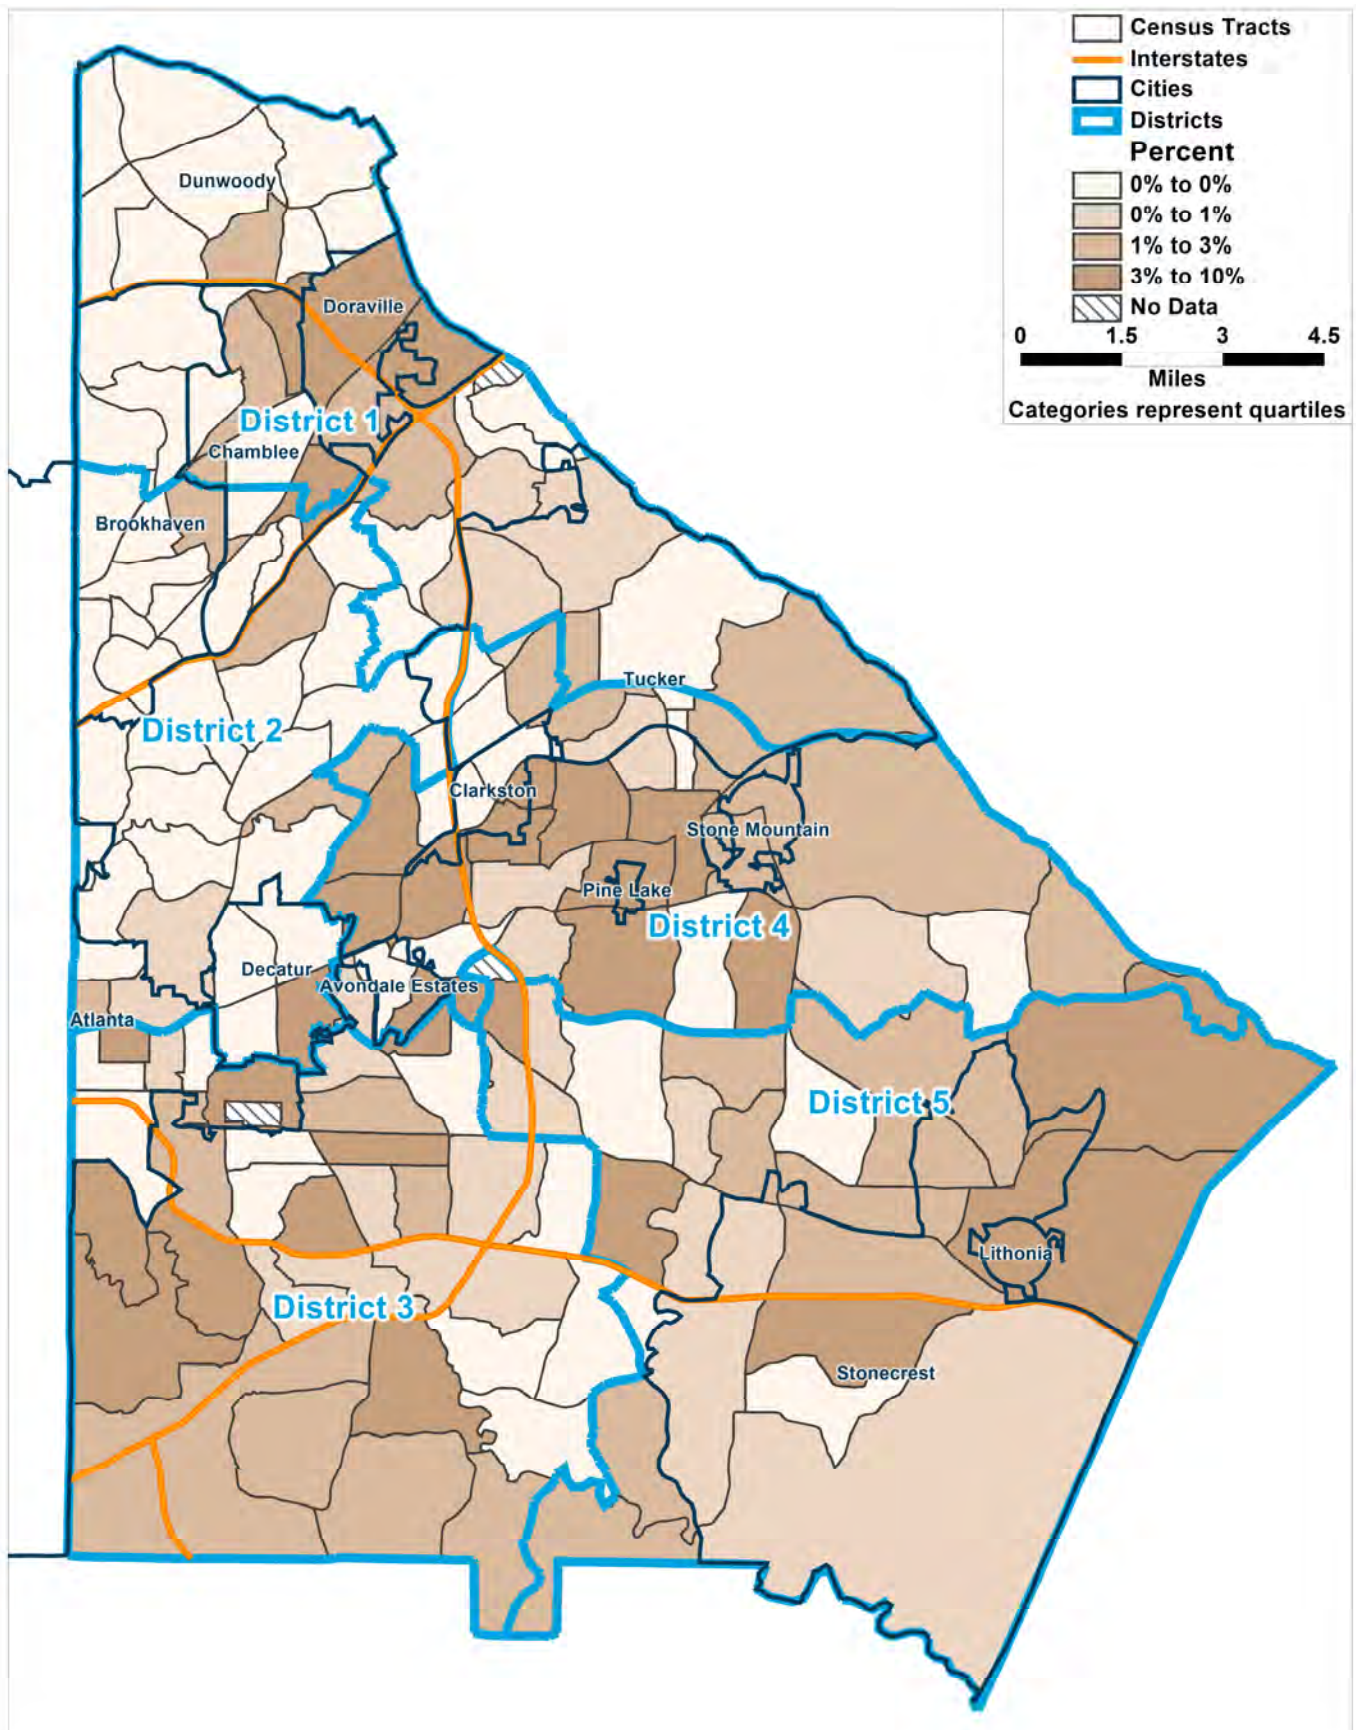 Census Tracts
Interstates
Cities
Districts
Percent
0% to 0%
0% to 1%
1% to 3%
3% to 10%
No Data
0 1.5 3 4.5
Miles
Categories represent quartiles
Dunwoody
Doraville
District 1
Chamblee
Brookhaven
Tucker
District 2
Clarkston
Stone Mountain
Pine Lake
District 4
Decatur
Avondale Estates
Atlanta
District 5
Lithonia
District 3
Stonecrest